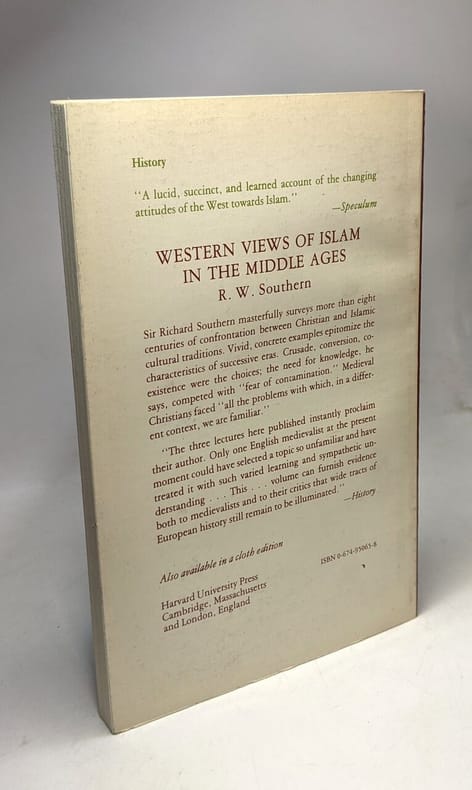 History
"A lucid, succinct, and learned account of the changing
attitudes of the West towards Islam."
—Speculum
WESTERN VIEWS OF ISLAM
IN THE MIDDLE AGES
R. W. Southern
Sir Richard Southern masterfully surveys more than eight
centuries of confrontation between Christian and Islamic
cultural traditions. Vivid, concrete examples epitomize the
characteristics of successive eras. Crusade, conversion, co-
existence were the choices; the need for knowledge, he
says, competed with "fear of contamination." Medieval
Christians faced "all the problems with which, in a differ-
ent context, we are familiar."
"The three lectures here published instantly proclaim
their author. Only one English medievalist at the present
moment could have selected a topic so unfamiliar and have
treated it with such varied learning and sympathetic un-
derstanding . . . This . . . volume can furnish evidence
both to medievalists and to their critics that wide tracts of
European history still remain to be illuminated."
—History
Also available in a cloth edition
ISBN 0-674-95065-8
Harvard University Press
Cambridge, Massachusetts
and London, England